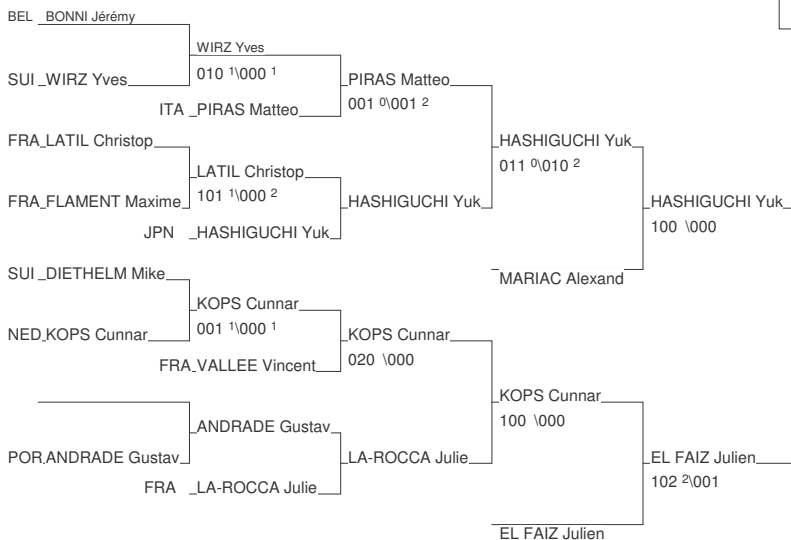 BEL BONNI Jérémy
WIRZ Yves
SUI WIRZ Yves
010 1\000 1
PIRAS Matteo
ITA PIRAS Matteo
001 0\001 2
FRA LATIL Christop
HASHIGUCHI Yuk
011 0\010 2
LATIL Christop
FRA FLAMENT Maxime
101 1\000 2
HASHIGUCHI Yuk
HASHIGUCHI Yuk
100 \000
JPN HASHIGUCHI Yuk
SUI DIETHELM Mike
MARIAC Alexand
KOPS Cunnar
NED KOPS Cunnar
001 1\000 1
KOPS Cunnar
FRA VALLEE Vincent
020 \000
KOPS Cunnar
100 \000
ANDRADE Gustav
POR ANDRADE Gustav
LA-ROCCA Julie
EL FAIZ Julien
102 2\001
FRA LA-ROCCA Julie
EL FAIZ Julien